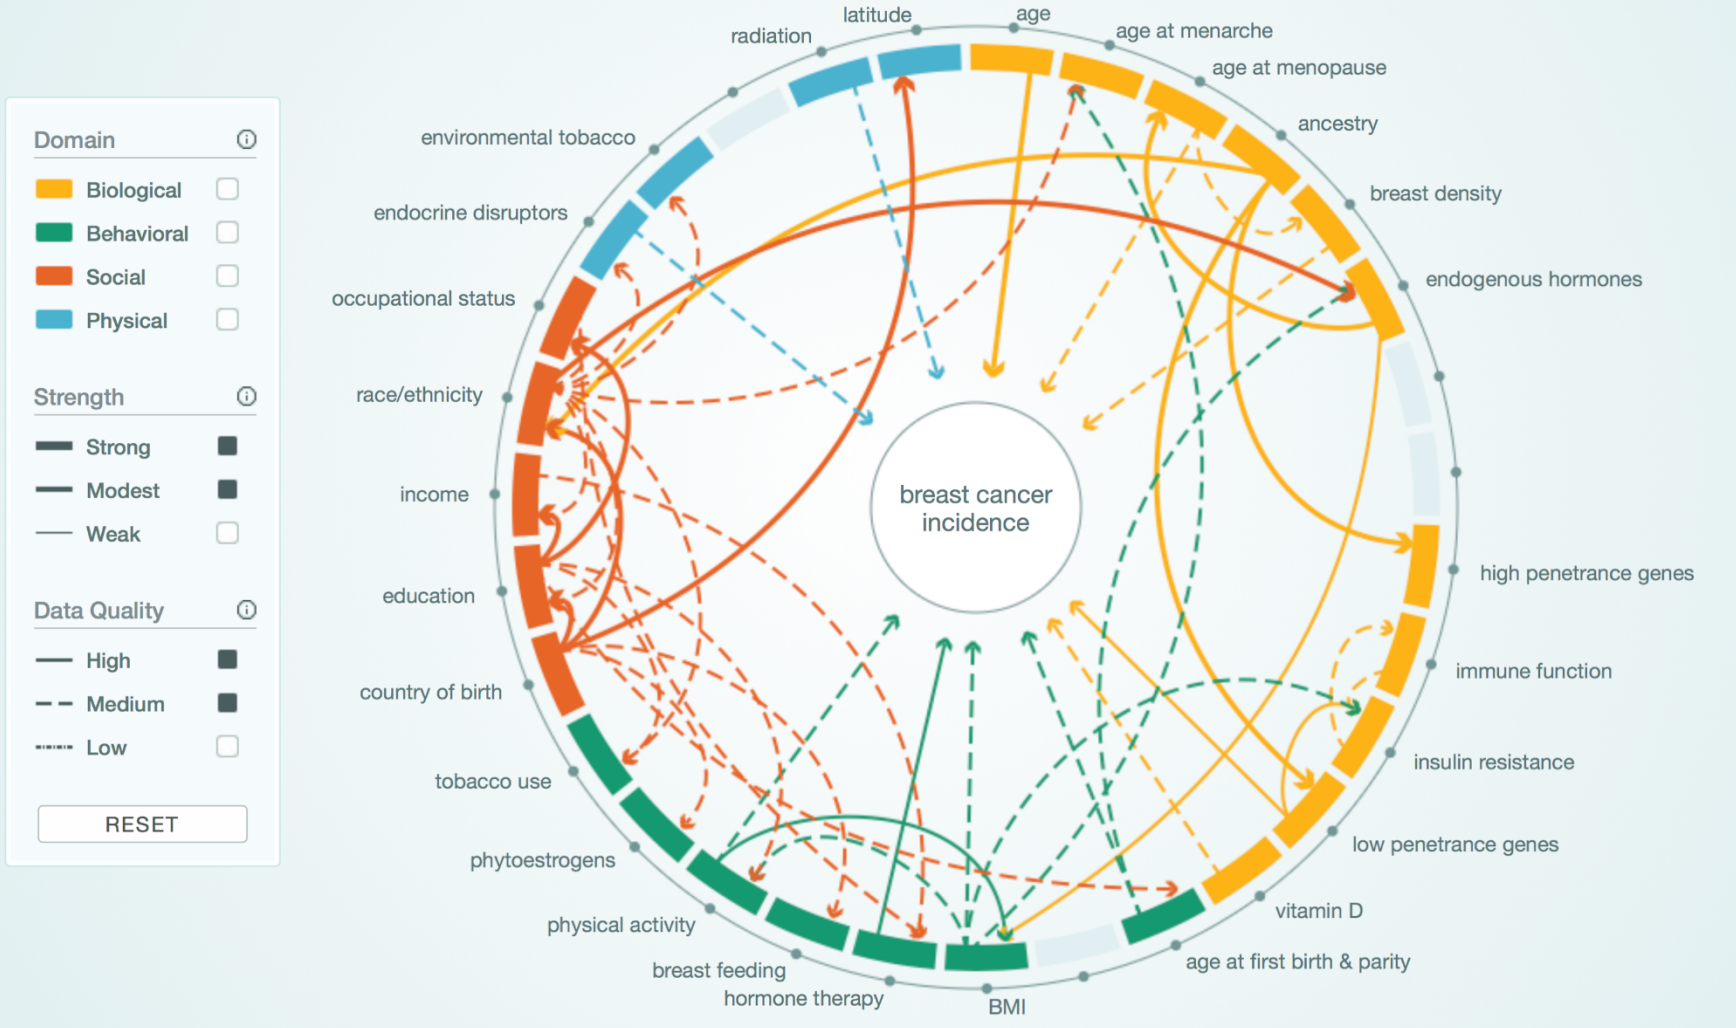 Domain
Biological
Behavioral
Social
Physical
Strength
Strong
Modest
Weak
Data Quality
High
Medium
Low
RESET
latitude
age
radiation
age at menarche
age at menopause
environmental tobacco
ancestry
endocrine disruptors
breast density
occupational status
endogenous hormones
race/ethnicity
income
breast cancer
incidence
education
high penetrance genes
country of birth
immune function
tobacco use
insulin resistance
phytoestrogens
low penetrance genes
physical activity
vitamin D
breast feeding
age at first birth & parity
hormone therapy
BMI